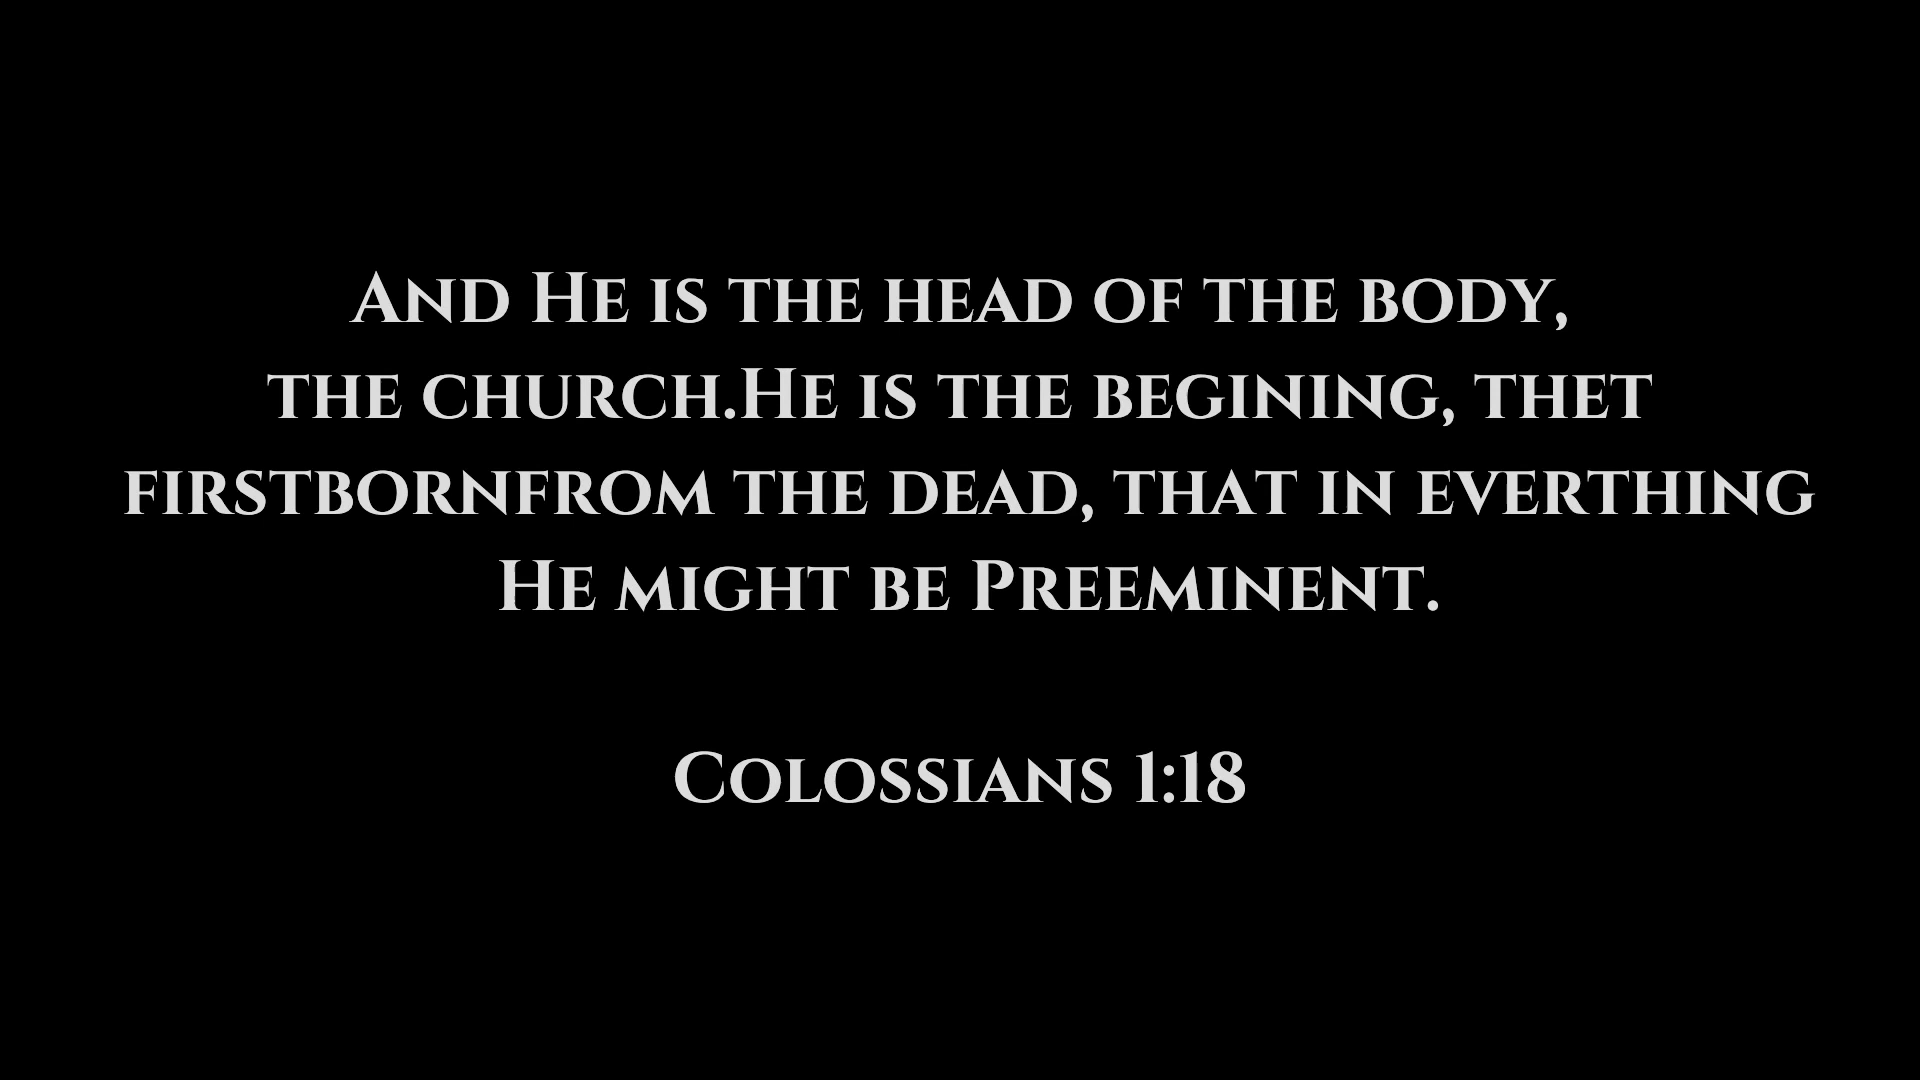 And He is the head of the body,
the church.He is the begining, thet
firstbornfrom the dead, that in everthing
He might be Preeminent.
Colossians 1:18